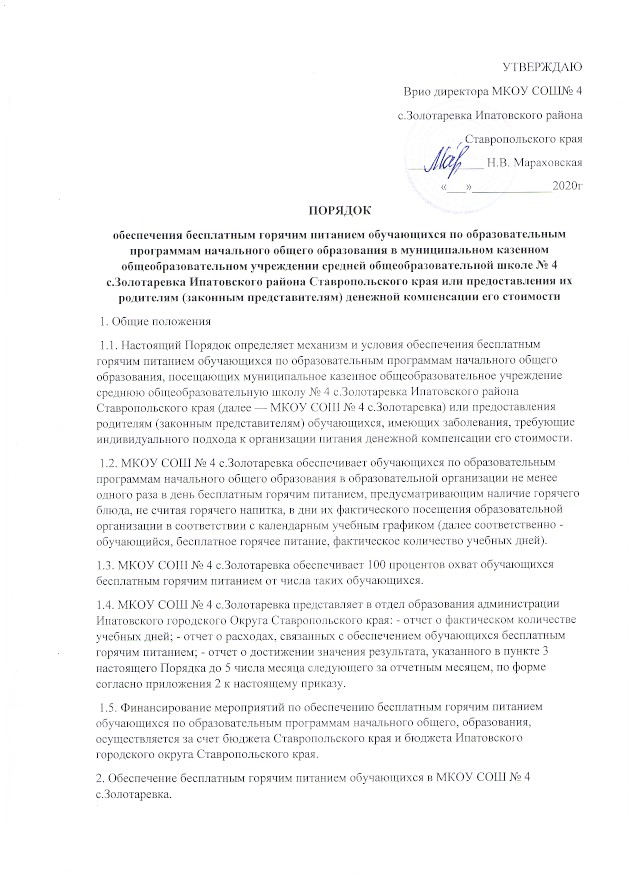 УТВЕРЖДАЮ
Врио директора МКОУ СОШ№ 4
с.Золотаревка Ипатовского района
Ставропольского края
____________ Н.В. Мараховская
«___»_____________2020г
ПОРЯДОК
обеспечения бесплатным горячим питанием обучающихся по образовательным
программам начального общего образования в муниципальном казенном
общеобразовательном учреждении средней общеобразовательной школе № 4
с.Золотаревка Ипатовского района Ставропольского края или предоставления их
родителям (законным представителям) денежной компенсации его стоимости
1. Общие положения
1.1. Настоящий Порядок определяет механизм и условия обеспечения бесплатным
горячим питанием обучающихся по образовательным программам начального общего
образования, посещающих муниципальное казенное общеобразовательное учреждение
среднюю общеобразовательную школу № 4 с.Золотаревка Ипатовского района
Ставропольского края (далее — МКОУ СОШ № 4 с.Золотаревка) или предоставления
родителям (законным представителям) обучающихся, имеющих заболевания, требующие
индивидуального подхода к организации питания денежной компенсации его стоимости.
1.2. МКОУ СОШ № 4 с.Золотаревка обеспечивает обучающихся по образовательным
программам начального общего образования в образовательной организации не менее
одного раза в день бесплатным горячим питанием, предусматривающим наличие горячего
блюда, не считая горячего напитка, в дни их фактического посещения образовательной
организации в соответствии с календарным учебным графиком (далее соответственно -
обучающийся, бесплатное горячее питание, фактическое количество учебных дней).
1.3. МКОУ СОШ № 4 с.Золотаревка обеспечивает 100 процентов охват обучающихся
бесплатным горячим питанием от числа таких обучающихся.
1.4. МКОУ СОШ № 4 с.Золотаревка представляет в отдел образования администрации
Ипатовского городского Округа Ставропольского края: - отчет о фактическом количестве
учебных дней; - отчет о расходах, связанных с обеспечением обучающихся бесплатным
горячим питанием; - отчет о достижении значения результата, указанного в пункте 3
настоящего Порядка до 5 числа месяца следующего за отчетным месяцем, по форме
согласно приложения 2 к настоящему приказу.
1.5. Финансирование мероприятий по обеспечению бесплатным горячим питанием
обучающихся по образовательным программам начального общего, образования,
осуществляется за счет бюджета Ставропольского края и бюджета Ипатовского
городского округа Ставропольского края.
2. Обеспечение бесплатным горячим питанием обучающихся в МКОУ СОШ № 4
с.Золотаревка.